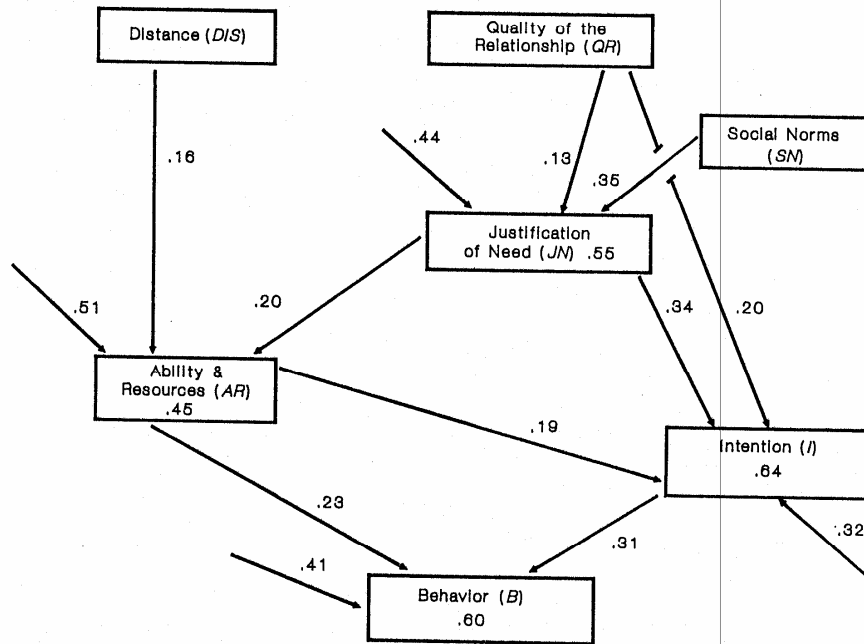 Distance (DIS)
Quality of the
Relationship (QR)
Social Norms
(SN)
.44
.16
.13
.35
Justification
of Need (JN) .55
.51
.20
.34
.20
Ability &
Resources (AR)
.45
.19
Intention (I)
.64
.23
.31
.32
.41
Behavior (B)
.60